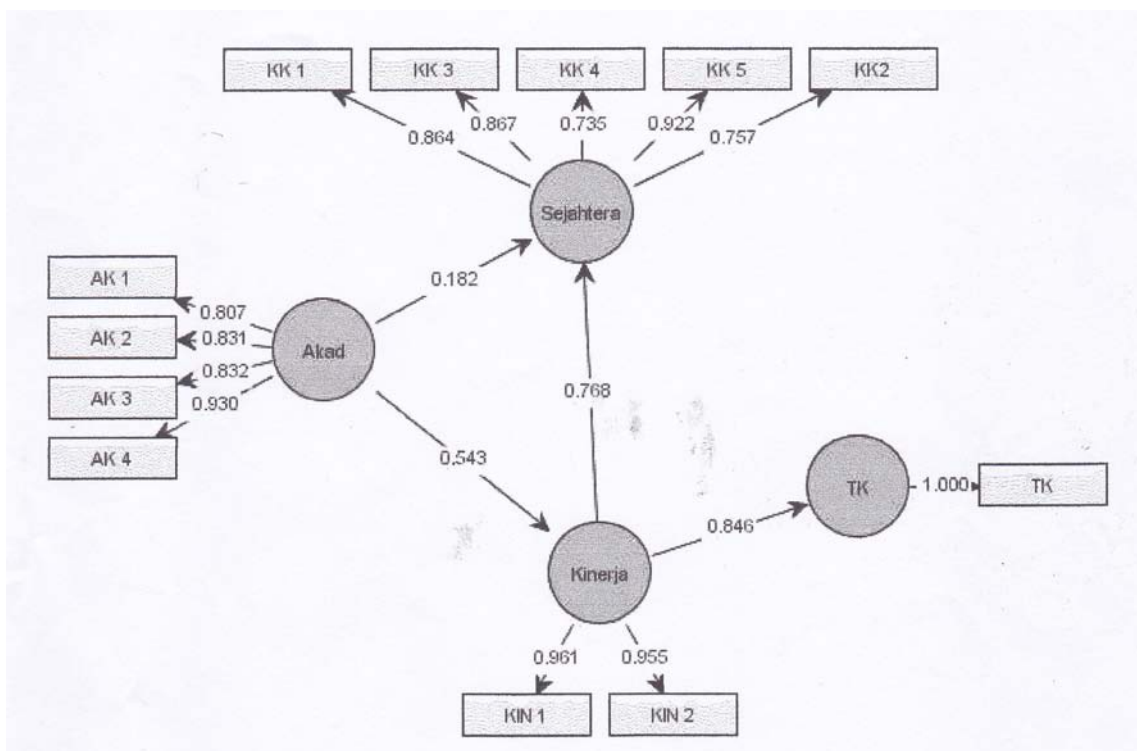 KK 1 KK 3 KK 4 KK 5 KK2
0.864 0.867 0.735 0.922 0.757
Sejahtera
0.182
AK 1
AK 2
AK 3
AK 4
0.807
0.831
0.832
0.930
Akad
0.768
0.543
TK
1.000
TK
0.846
Kinerja
0.961 0.955
KIN 1 KIN 2